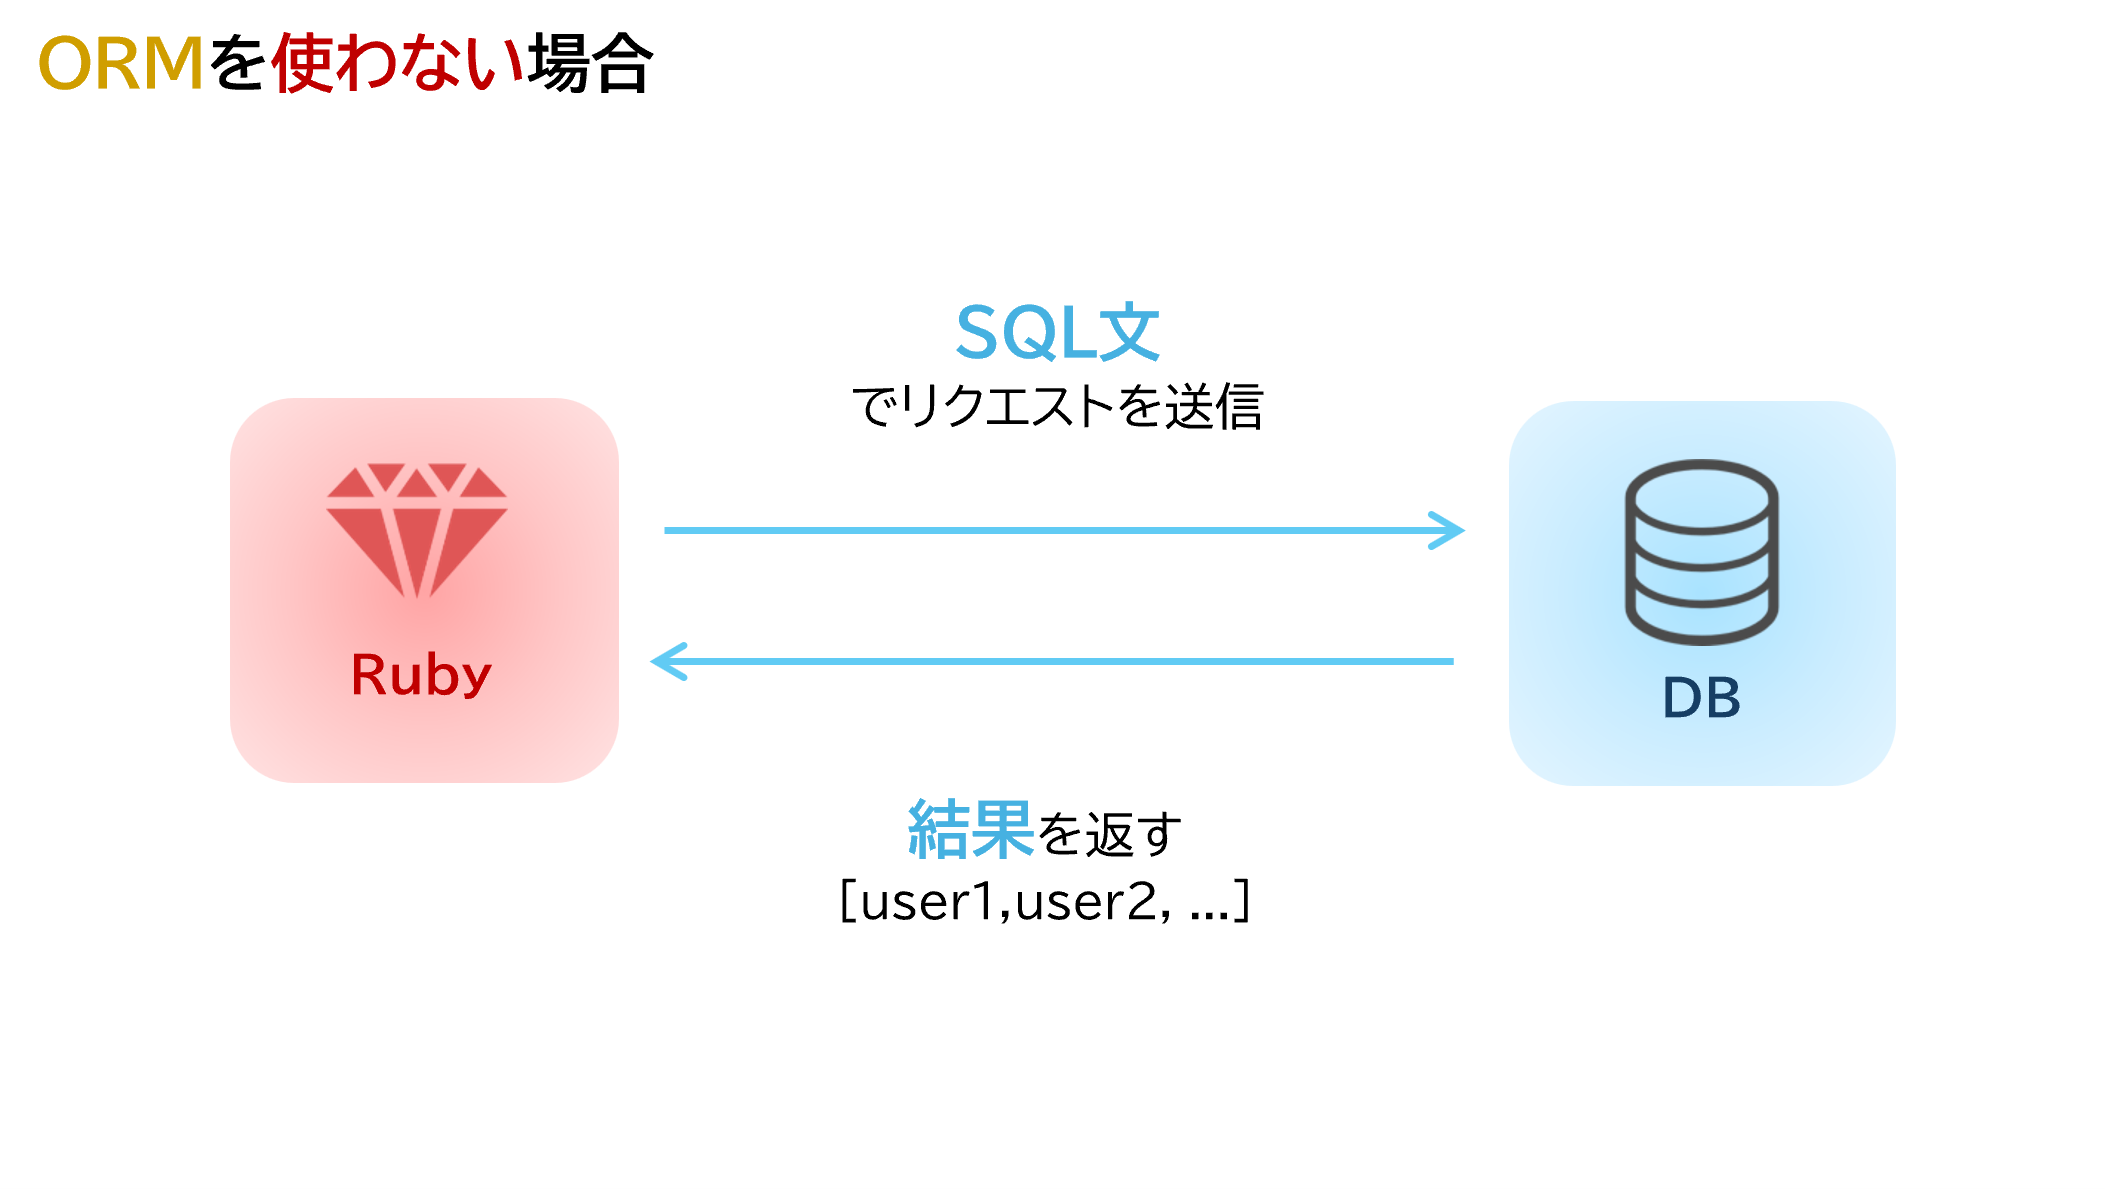 ORMを使わない場合
SQL文
でリクエストを送信
Ruby
DB
結果を返す
[user1,user2, ...]